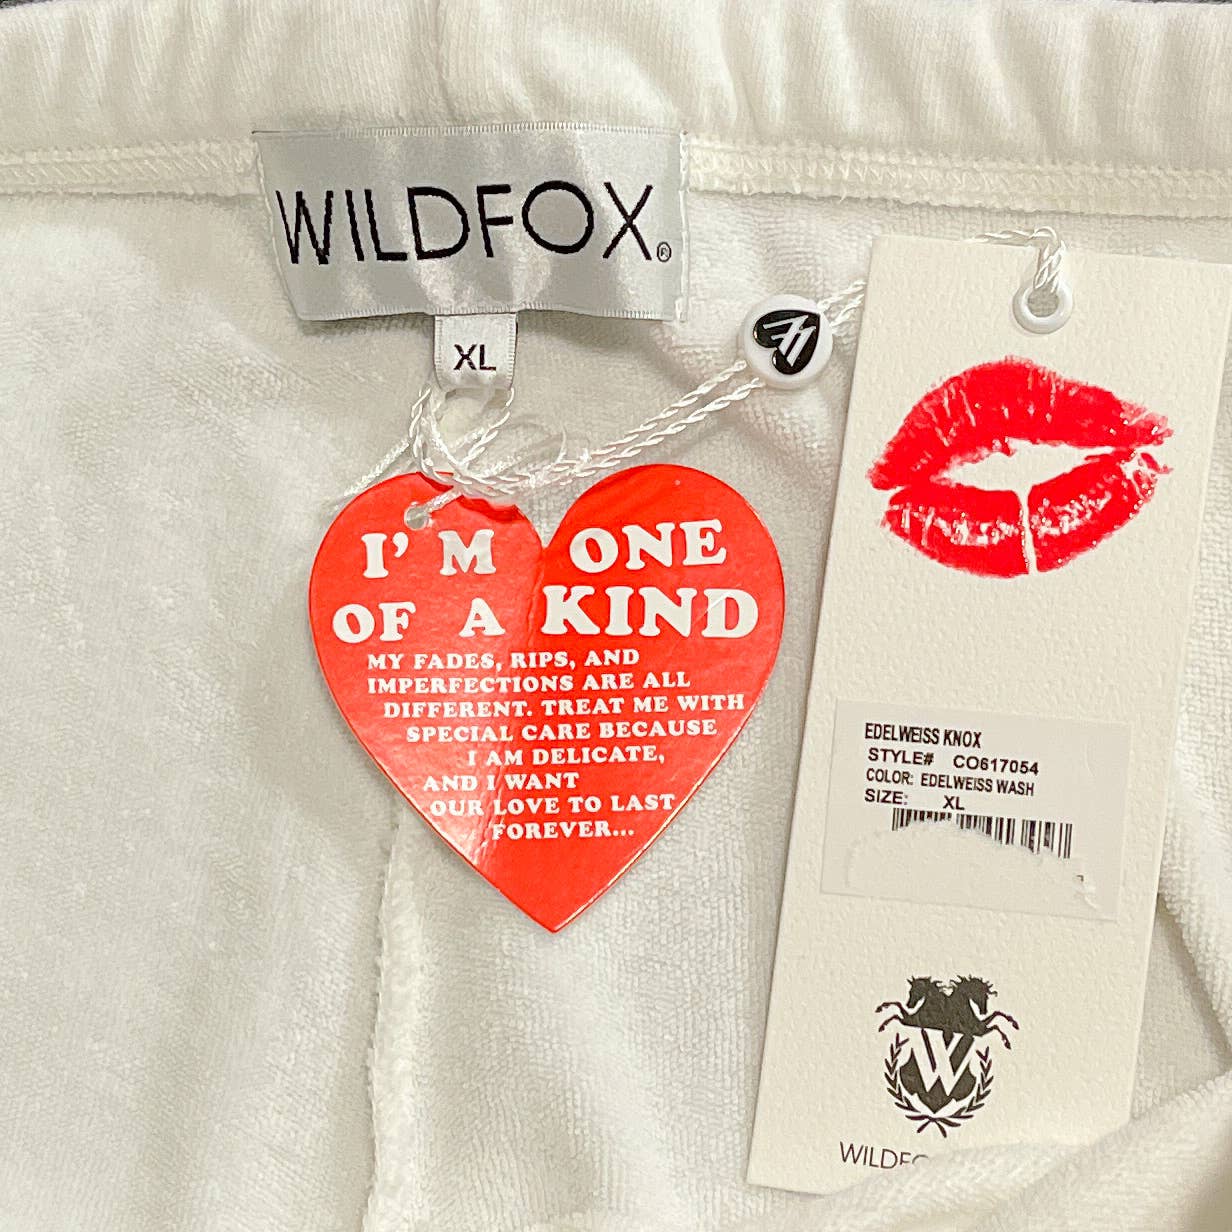 WILDFOX®
XL
I'M ONE
OF A KIND
MY FADES, RIPS, AND
IMPERFECTIONS ARE ALL
DIFFERENT. TREAT ME WITH
SPECIAL CARE BECAUSE
I AM DELICATE,
AND I WANT
OUR LOVE TO LAST
FOREVER...
EDELWEISS KNOX
STYLE# CO617054
COLOR: EDELWEISS WASH
SIZE: XL
W
WILDFO